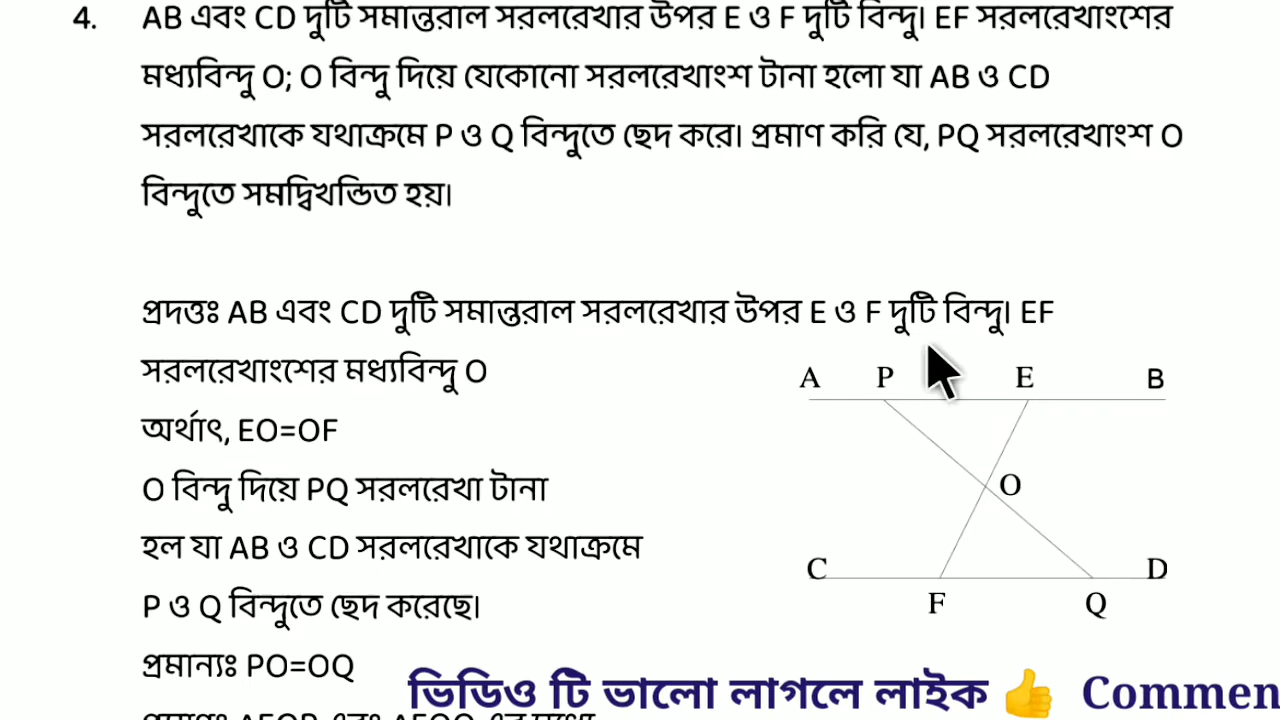 4. AB এবং CD দুটি সমান্তরাল সরলরেখার উপর E ও F দুটি বিন্দু। EF সরলরেখাংশের
মধ্যবিন্দু O; O বিন্দু দিয়ে যেকোনো সরলরেখাংশ টানা হলো যা AB ও CD
সরলরেখাকে যথাক্রমে P ও Q বিন্দুতে ছেদ করে। প্রমাণ করি যে, PQ সরলরেখাংশ O
বিন্দুতে সমদ্বিখন্ডিত হয়।
প্রদত্তঃ AB এবং CD দুটি সমান্তরাল সরলরেখার উপর E ও F দুটি বিন্দু। EF
সরলরেখাংশের মধ্যবিন্দু O
অর্থাৎ, EO=OF
O বিন্দু দিয়ে PQ সরলরেখা টানা
হল যা AB ও CD সরলরেখাকে যথাক্রমে
P ও Q বিন্দুতে ছেদ করেছে।
প্রমান্যঃ PO=OQ
A P E B
O
C D
F Q
ভিডিও টি ভালো লাগলে লাইক 👍 Commen